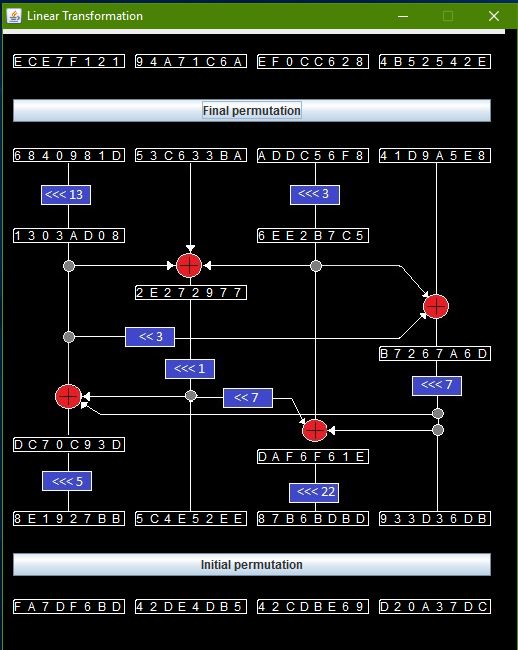 Linear Transformation
ECE7F121 94A71C6A EF0CC628 4B52542E
Final permutation
6840981D 53C633BA ADDC56F8 41D9A5E8
<<< 13 <<< 3
1303AD08 6EE2B7C5
2E272977
<< 3
B7267A6D
<<< 1
<<< 7
<< 7
DC70C93D
DAF6F61E
<<< 5
<<< 22
8E1927BB 5C4E52EE 87B6BDBD 933D36DB
Initial permutation
FA7DF6BD 42DE4DB5 42CDBE69 D20A37DC